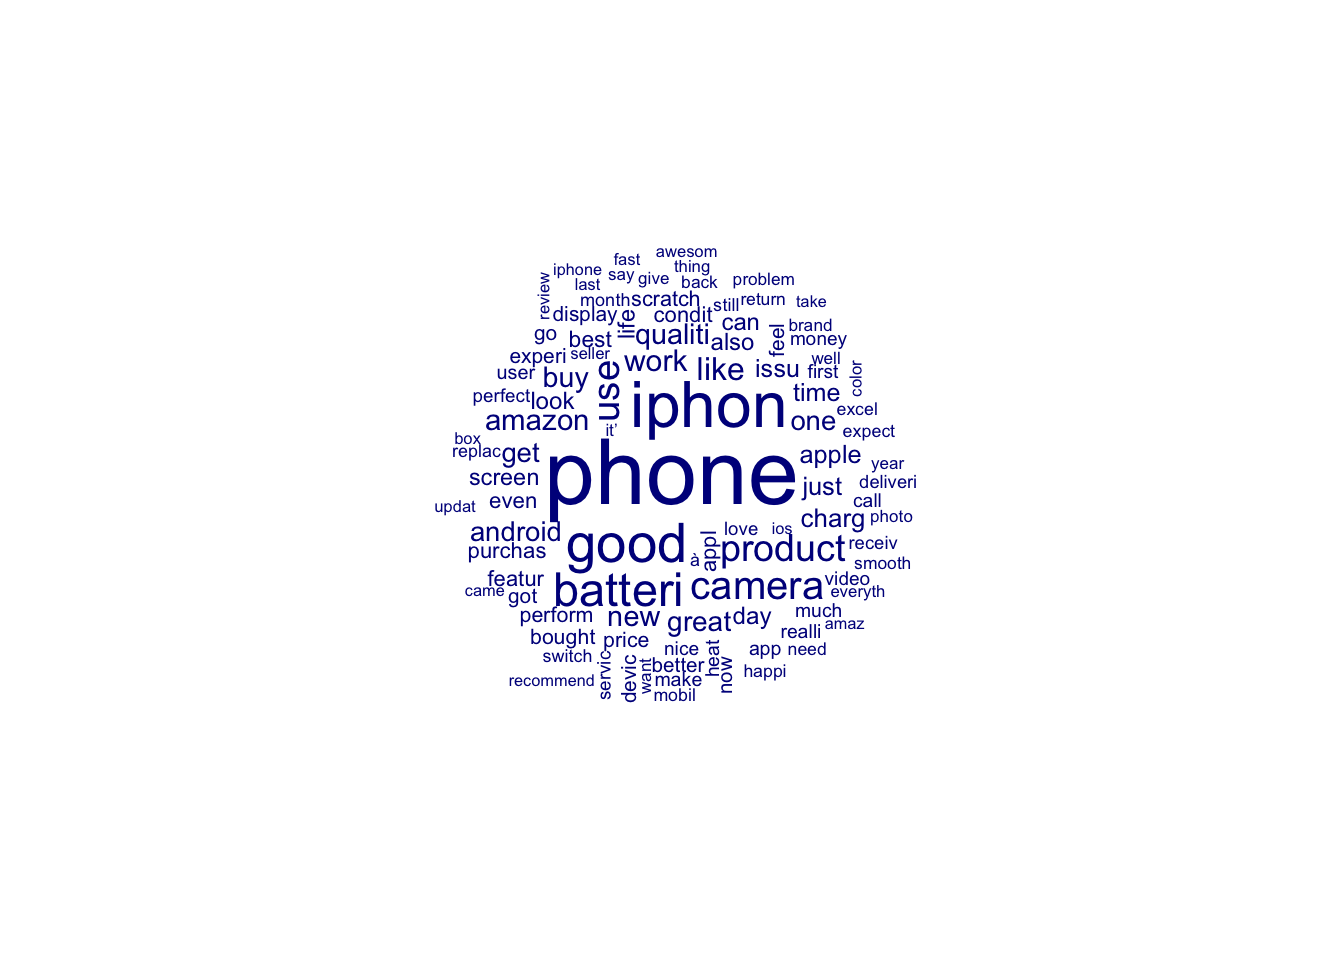 awesom
fast
thing
iphone
say
give
back
problem
last
review
month
scratch
still
return
take
display
life
condit
can
brand
go
best
qualiti
also
feel
money
experi
seller
work
like
issu
well
first
color
user
buy
use
iphon
time
perfect
look
excel
amazon
it'
one
expect
box
replac
get
phone
apple
year
screen
just
deliveri
updat
even
call
charg
photo
android
good
love
ios
appl
product
receiv
purchas
à
smooth
featur
batteri
camera
video
came
got
everyth
perform
new
great
day
much
amaz
bought
price
realli
switch
servic
devic
want
nice
better
heat
now
app
need
recommend
make
happi
mobil